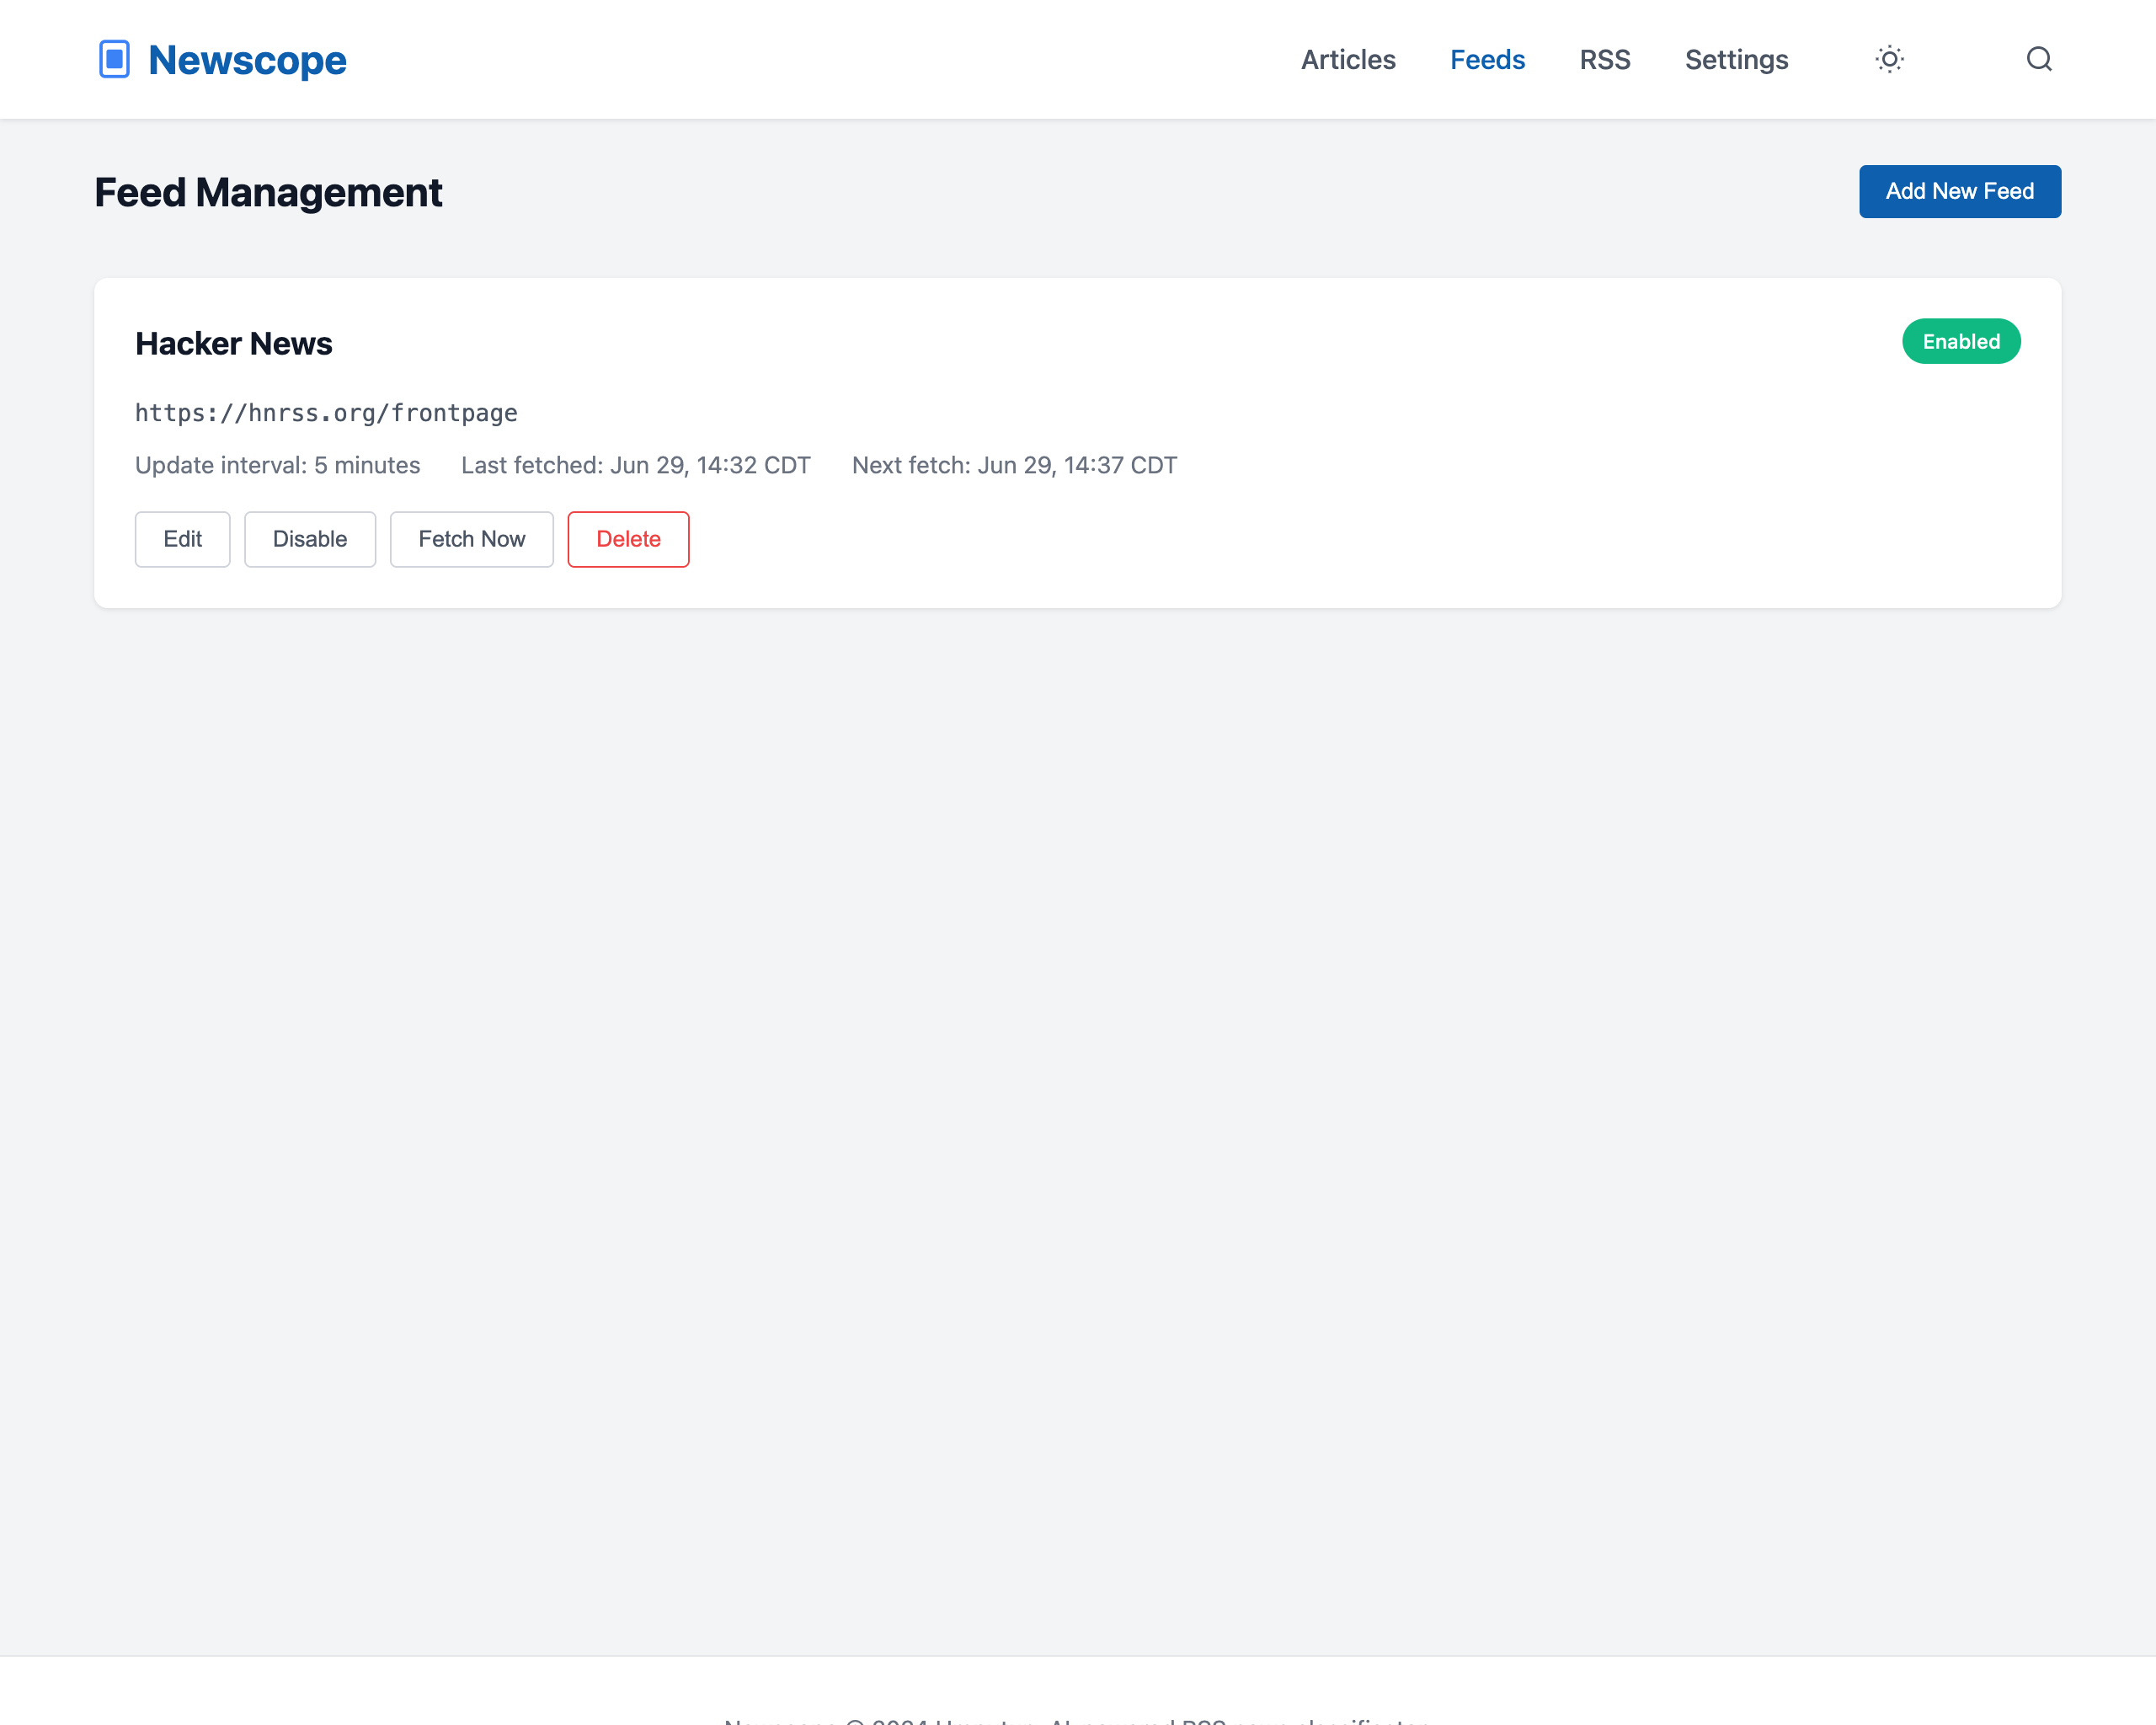 Newscope
Articles Feeds RSS Settings
Feed Management
Add New Feed
Hacker News
Enabled
https://hnrss.org/frontpage
Update interval: 5 minutes Last fetched: Jun 29, 14:32 CDT Next fetch: Jun 29, 14:37 CDT
Edit Disable Fetch Now Delete